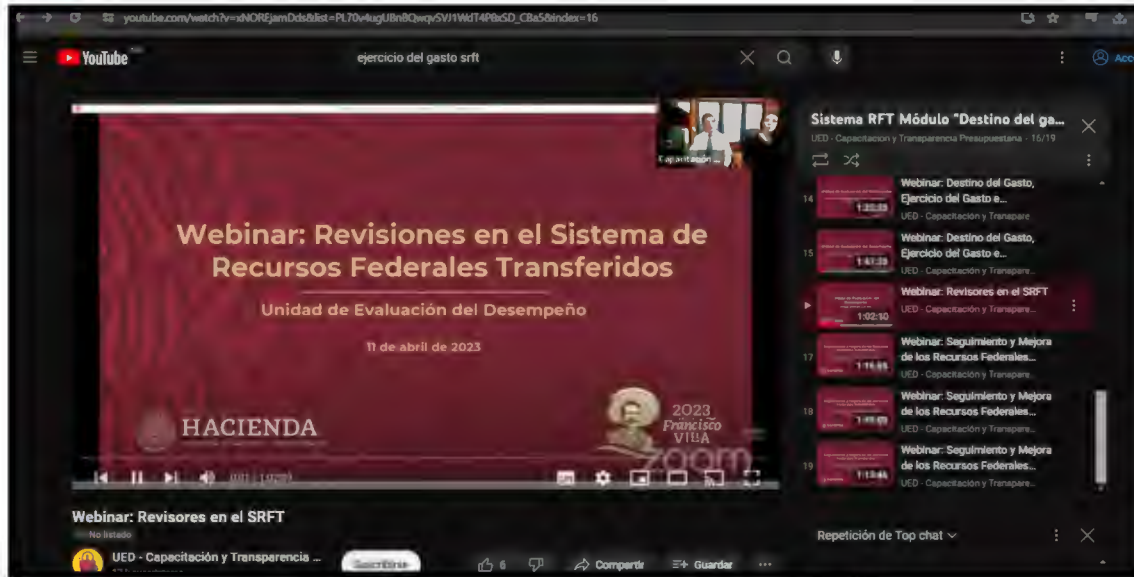 youtube.com/watch?v=xNOREjamDds&list=PL70v4ugUBnBQwqvSVJ1WdT4PBxSD_CBa5&index=16
YouTube
ejercicio del gasto srft
Acc
Capacitación ...
Webinar: Revisiones en el Sistema de
Recursos Federales Transferidos
Unidad de Evaluación del Desempeño
11 de abril de 2023
HACIENDA
2023
Francisco
VILLA
zoom
Webinar: Revisores en el SRFT
No listado
UED - Capacitación y Transparencia ...
Suscribirse
6
Compartir
Guardar
...
Sistema RFT Módulo "Destino del ga...
UED - Capacitacion y Transparencia Presupuestaria - 16/19
14
Webinar: Destino del Gasto,
Ejercicio del Gasto e...
UED - Capacitación y Transpare
15
Webinar: Destino del Gasto,
Ejercicio del Gasto e...
UED - Capacitación y Transpare...
1:02:10
Webinar: Revisores en el SRFT
UED - Capacitación y Transpare...
17
Webinar: Seguimiento y Mejora
de los Recursos Federales...
UED - Capacitación y Transpare...
18
Webinar: Seguimiento y Mejora
de los Recursos Federales...
UED - Capacitación y Transpare...
19
Webinar: Seguimiento y Mejora
de los Recursos Federales...
UED - Capacitación y Transpare...
Repetición de Top chat